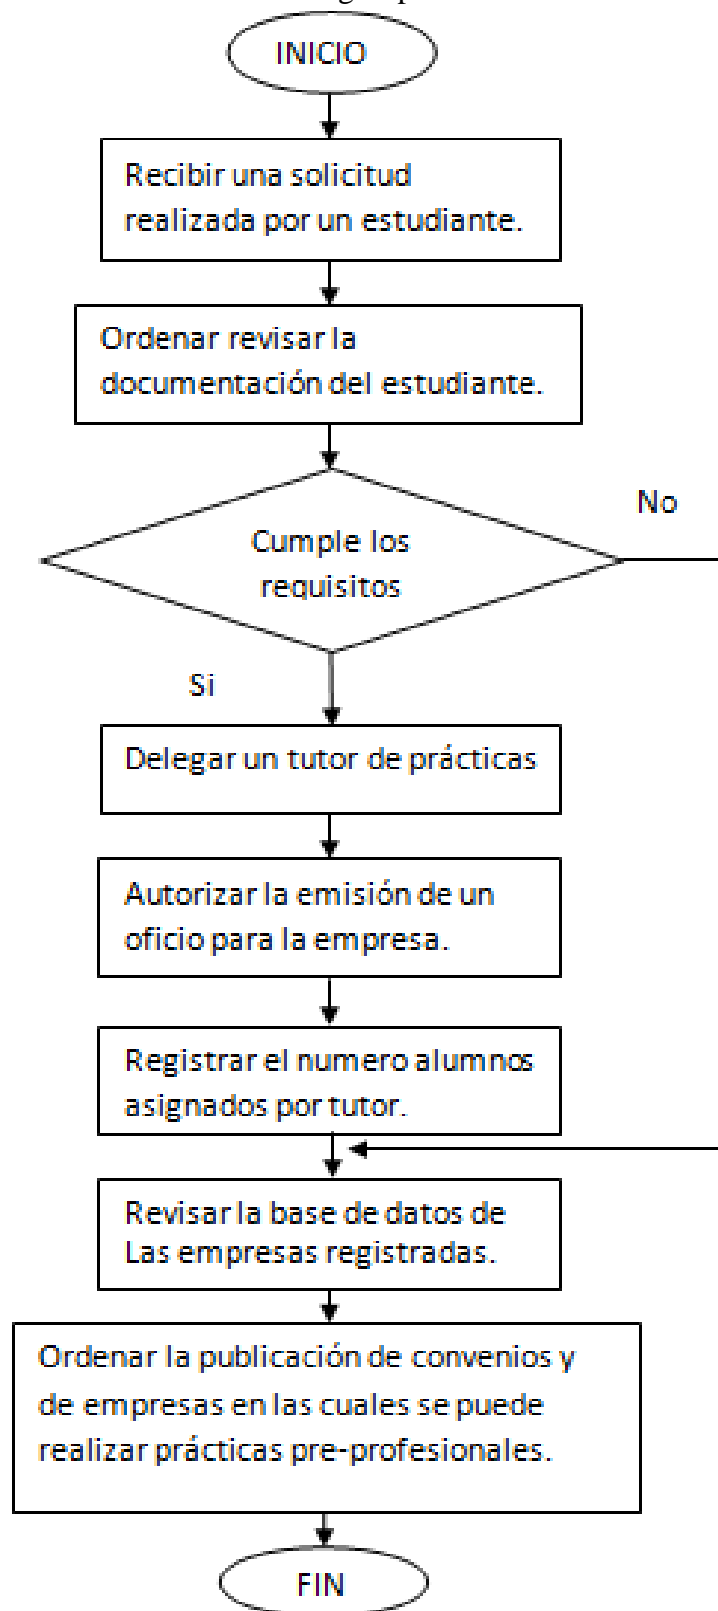 INICIO
Recibir una solicitud
realizada por un estudiante.
Ordenar revisar la
documentación del estudiante.
No
Cumple los
requisitos
Si
Delegar un tutor de prácticas
Autorizar la emisión de un
oficio para la empresa.
Registrar el numero alumnos
asignados por tutor.
Revisar la base de datos de
Las empresas registradas.
Ordenar la publicación de convenios y
de empresas en las cuales se puede
realizar prácticas pre-profesionales.
FIN